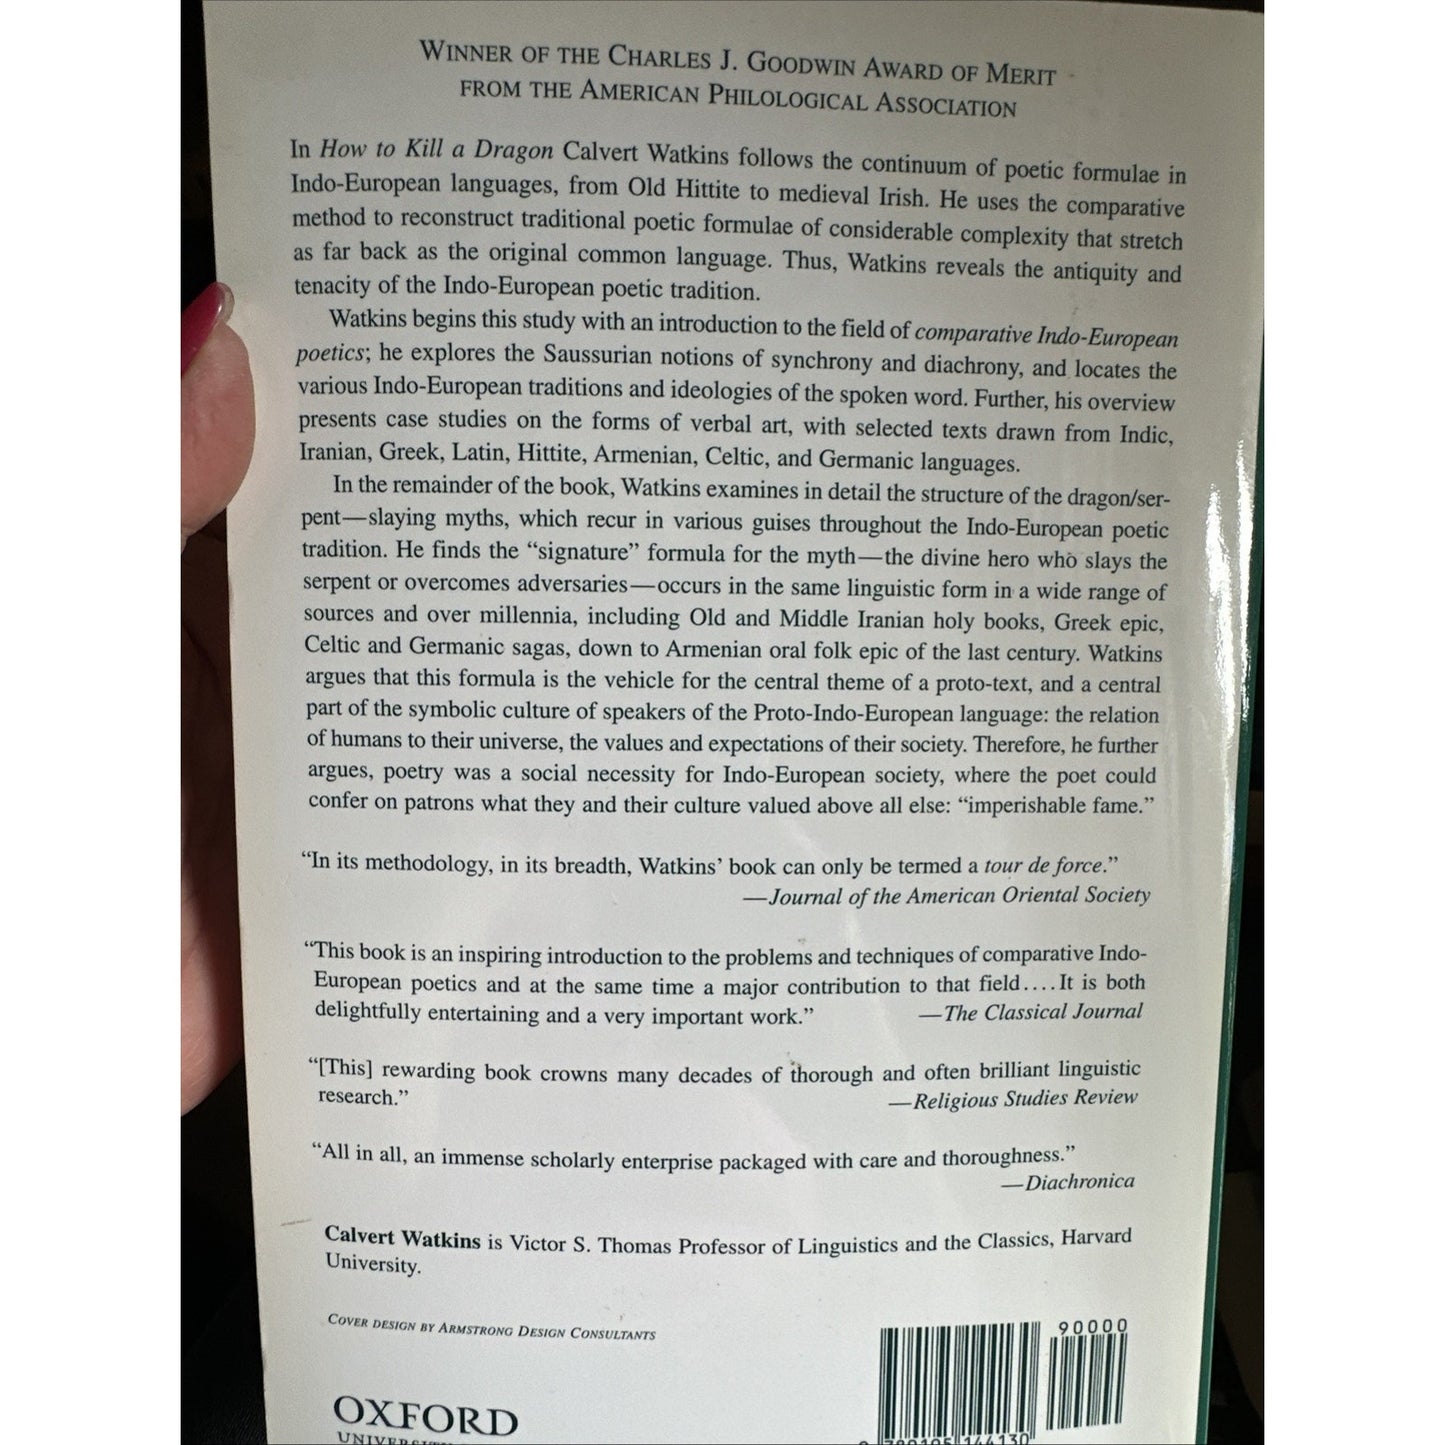 WINNER OF THE CHARLES J. GOODWIN AWARD OF MERIT
FROM THE AMERICAN PHILOLOGICAL ASSOCIATION
In How to Kill a Dragon Calvert Watkins follows the continuum of poetic formulae in
Indo-European languages, from Old Hittite to medieval Irish. He uses the comparative
method to reconstruct traditional poetic formulae of considerable complexity that stretch
as far back as the original common language. Thus, Watkins reveals the antiquity and
tenacity of the Indo-European poetic tradition.
Watkins begins this study with an introduction to the field of comparative Indo-European
poetics; he explores the Saussurian notions of synchrony and diachrony, and locates the
various Indo-European traditions and ideologies of the spoken word. Further, his overview
presents case studies on the forms of verbal art, with selected texts drawn from Indic,
Iranian, Greek, Latin, Hittite, Armenian, Celtic, and Germanic languages.
In the remainder of the book, Watkins examines in detail the structure of the dragon/ser-
pent—slaying myths, which recur in various guises throughout the Indo-European poetic
tradition. He finds the “signature” formula for the myth—the divine hero who slays the
serpent or overcomes adversaries—occurs in the same linguistic form in a wide range of
sources and over millennia, including Old and Middle Iranian holy books, Greek epic,
Celtic and Germanic sagas, down to Armenian oral folk epic of the last century. Watkins
argues that this formula is the vehicle for the central theme of a proto-text, and a central
part of the symbolic culture of speakers of the Proto-Indo-European language: the relation
of humans to their universe, the values and expectations of their society. Therefore, he further
argues, poetry was a social necessity for Indo-European society, where the poet could
confer on patrons what they and their culture valued above all else: “imperishable fame.”
“In its methodology, in its breadth, Watkins’ book can only be termed a tour de force.”
—Journal of the American Oriental Society
“This book is an inspiring introduction to the problems and techniques of comparative Indo-
European poetics and at the same time a major contribution to that field....It is both
delightfully entertaining and a very important work.” —The Classical Journal
“[This] rewarding book crowns many decades of thorough and often brilliant linguistic
research.” —Religious Studies Review
“All in all, an immense scholarly enterprise packaged with care and thoroughness.”
—Diachronica
Calvert Watkins is Victor S. Thomas Professor of Linguistics and the Classics, Harvard
University.
COVER DESIGN BY ARMSTRONG DESIGN CONSULTANTS
90000
OXFORD